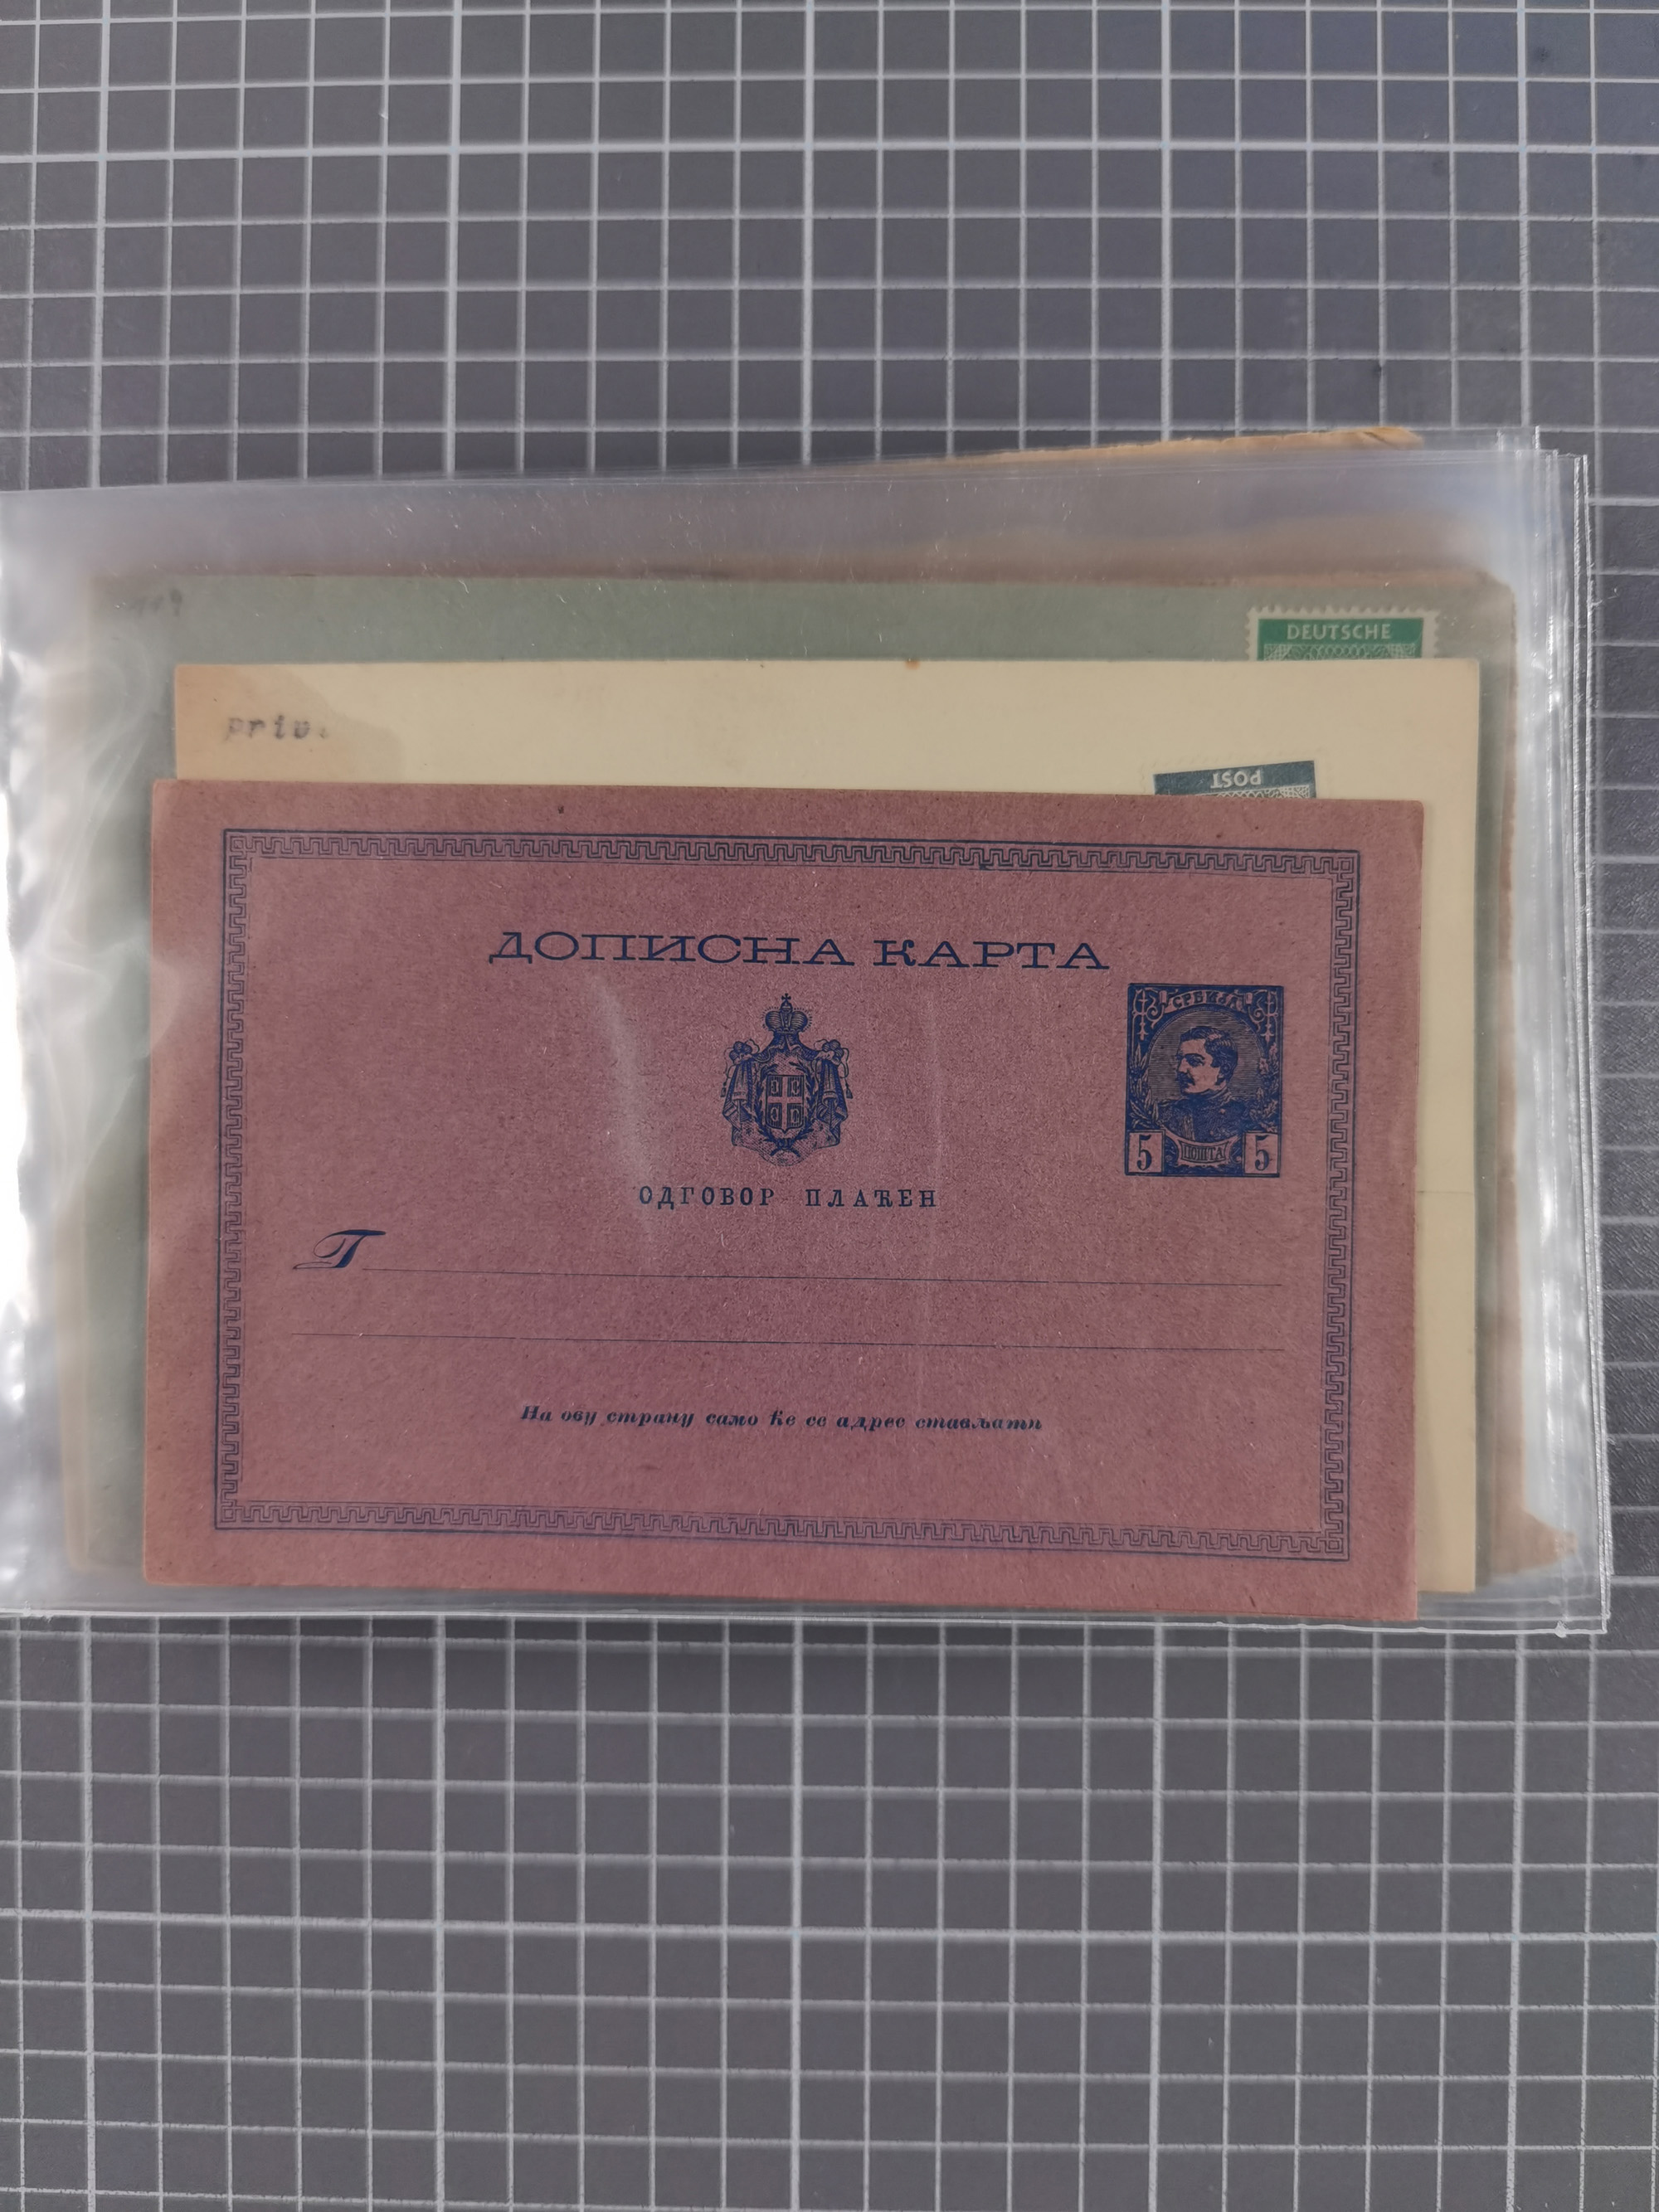 119
DEUTSCHE
priv.
POST
ДОПИСНА КАРТА
СРБИЈА
5 ПОШТА 5
ОДГОВОР ПЛАЋЕН
Г
На ову страну само ће се адрес стављати